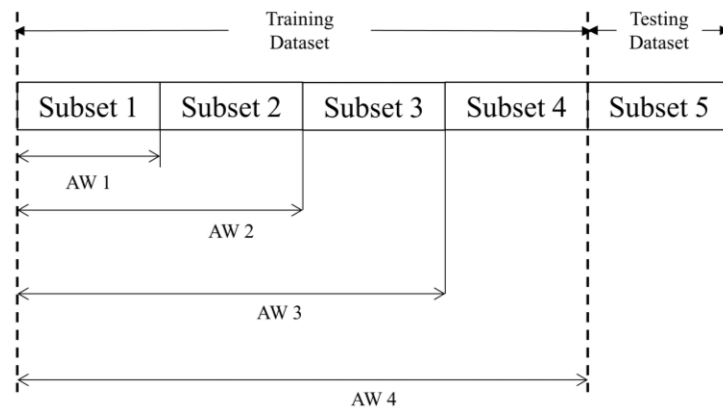 Training
Dataset
Testing
Dataset
Subset 1
Subset 2
Subset 3
Subset 4
Subset 5
AW 1
AW 2
AW 3
AW 4